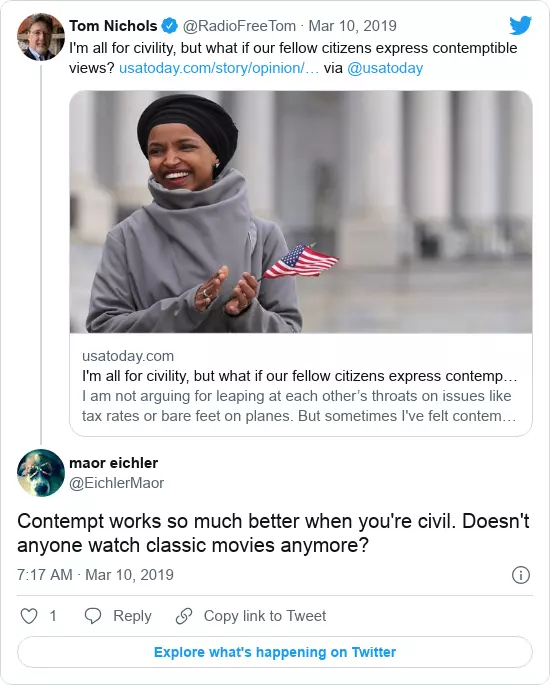 Tom Nichols @RadioFreeTom · Mar 10, 2019
I'm all for civility, but what if our fellow citizens express contemptible
views? usatoday.com/story/opinion/… via @usatoday
usatoday.com
I'm all for civility, but what if our fellow citizens express contemp…
I am not arguing for leaping at each other’s throats on issues like
tax rates or bare feet on planes. But sometimes I've felt contem…
maor eichler
@EichlerMaor
Contempt works so much better when you're civil. Doesn't
anyone watch classic movies anymore?
7:17 AM · Mar 10, 2019
1 Reply Copy link to Tweet
Explore what's happening on Twitter